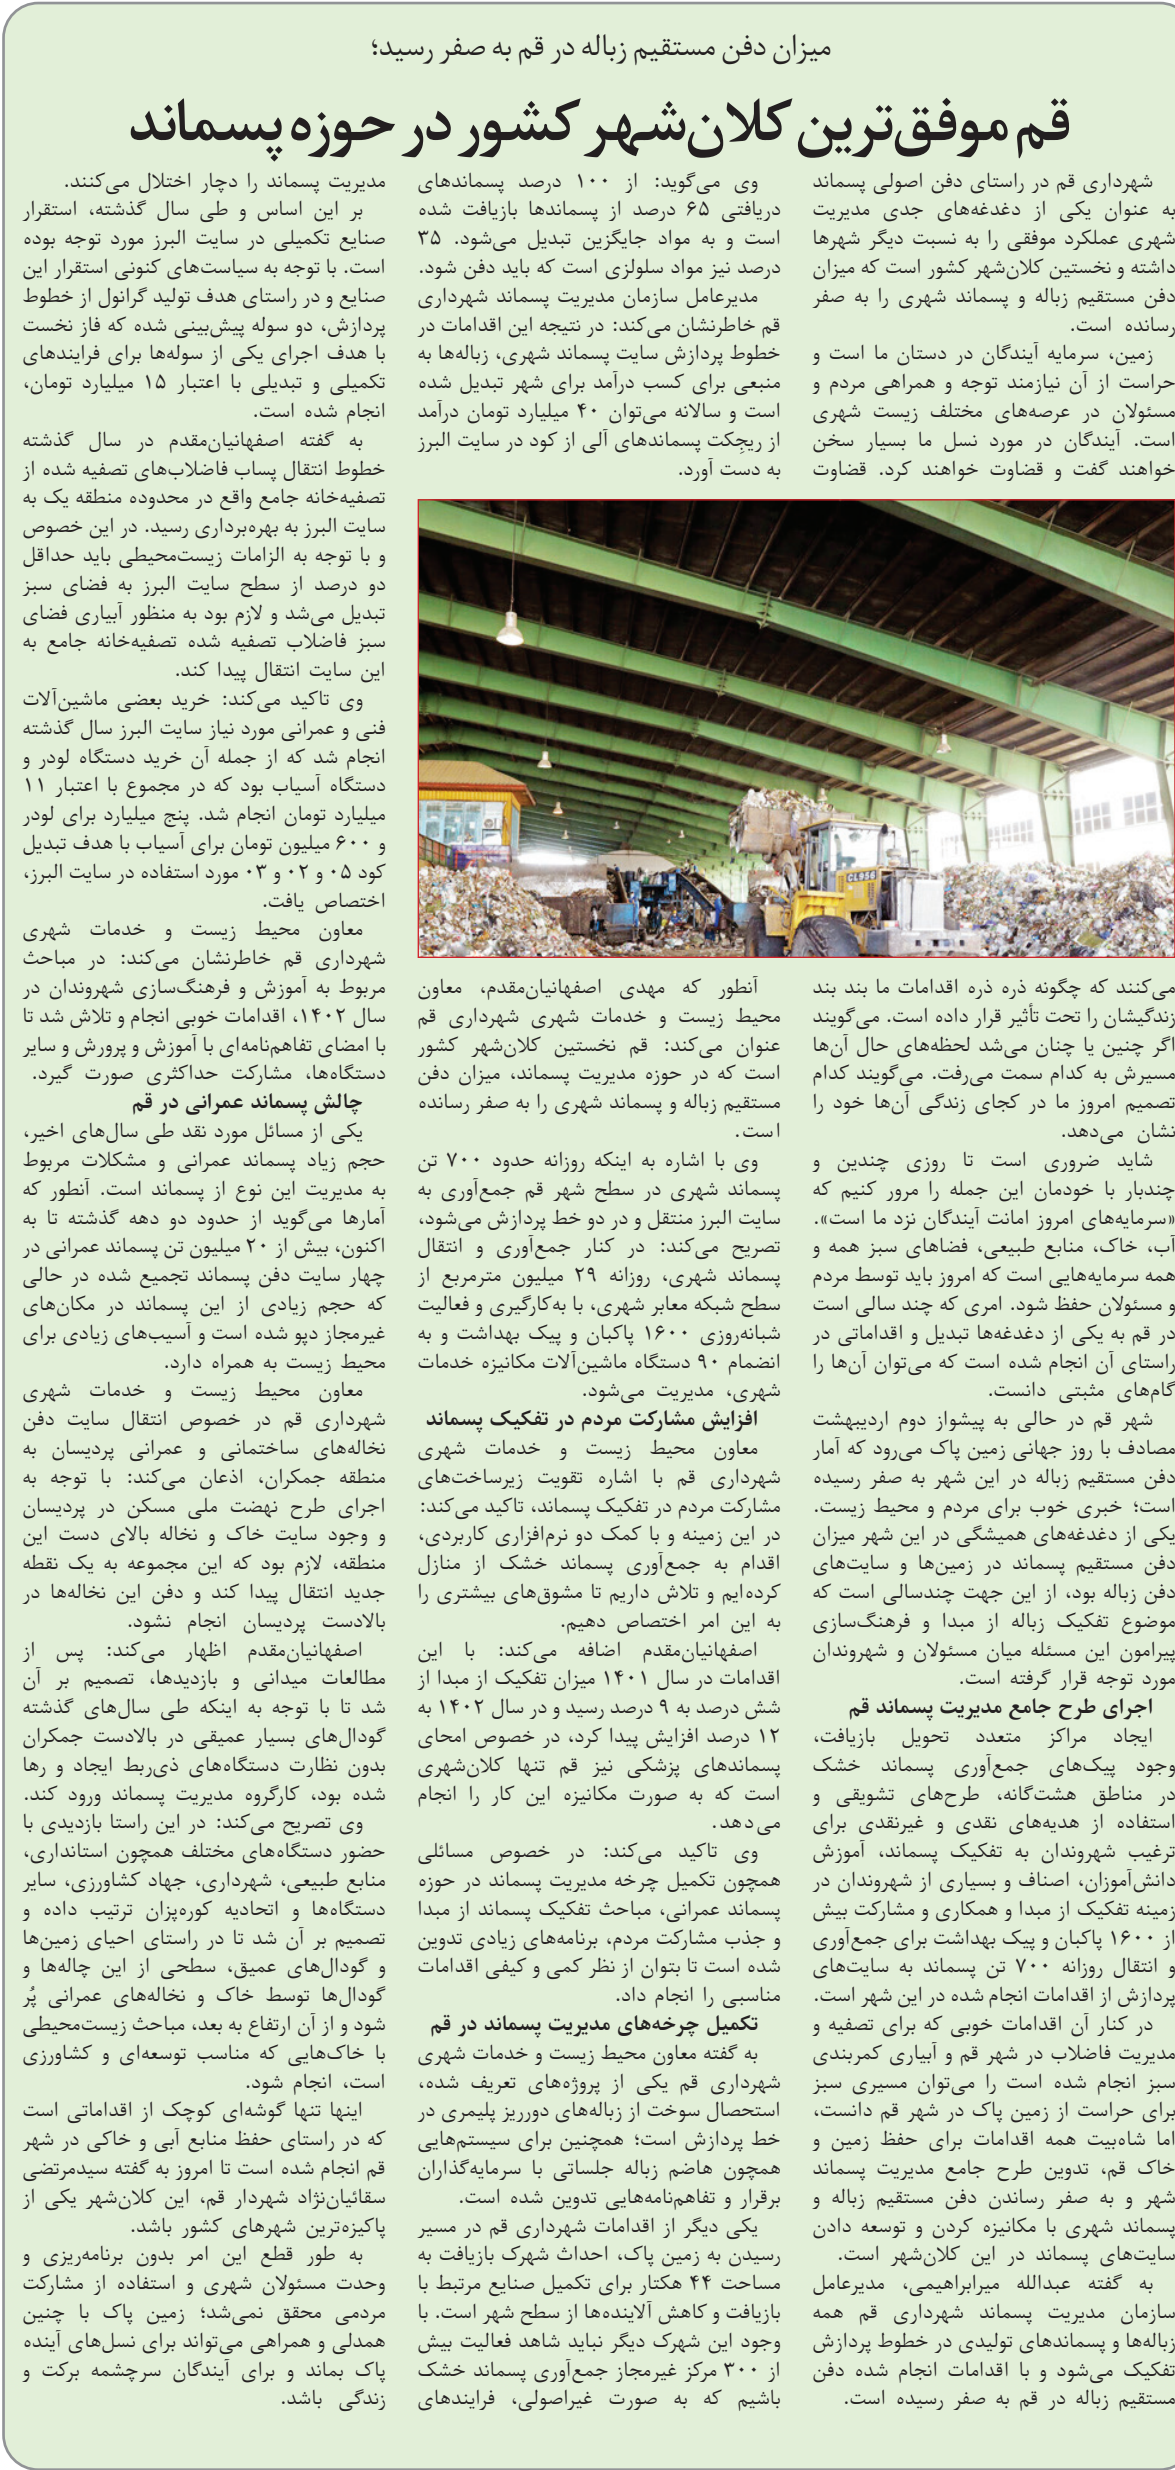 میزان دفن مستقیم زباله در قم به صفر رسید؛
قم موفق‌ترین کلان‌شهر کشور در حوزه پسماند
شهرداری قم در راستای دفن اصولی پسماند
به عنوان یکی از دغدغه‌های جدی مدیریت
شهری عملکرد موفقی را به نسبت دیگر شهرها
داشته و نخستین کلان‌شهر کشور است که میزان
دفن مستقیم زباله و پسماند شهری را به صفر
رسانده است.
زمین، سرمایه آیندگان در دستان ما است و
حراست از آن نیازمند توجه و همراهی مردم و
مسئولان در عرصه‌های مختلف زیست شهری
است. آیندگان در مورد نسل ما بسیار سخن
خواهند گفت و قضاوت خواهند کرد. قضاوت
می‌کنند که چگونه ذره ذره اقدامات ما بند بند
زندگیشان را تحت تأثیر قرار داده است. می‌گویند
اگر چنین یا چنان می‌شد لحظه‌های حال آن‌ها
مسیرش به کدام سمت می‌رفت. می‌گویند کدام
تصمیم امروز ما در کجای زندگی آن‌ها خود را
نشان می‌دهد.
شاید ضروری است تا روزی چندین و
چندبار با خودمان این جمله را مرور کنیم که
«سرمایه‌های امروز امانت آیندگان نزد ما است».
آب، خاک، منابع طبیعی، فضاهای سبز همه و
همه سرمایه‌هایی است که امروز باید توسط مردم
و مسئولان حفظ شود. امری که چند سالی است
در قم به یکی از دغدغه‌ها تبدیل و اقداماتی در
راستای آن انجام شده است که می‌توان آن‌ها را
گام‌های مثبتی دانست.
شهر قم در حالی به پیشواز دوم اردیبهشت
مصادف با روز جهانی زمین پاک می‌رود که آمار
دفن مستقیم زباله در این شهر به صفر رسیده
است؛ خبری خوب برای مردم و محیط زیست.
یکی از دغدغه‌های همیشگی در این شهر میزان
دفن مستقیم پسماند در زمین‌ها و سایت‌های
دفن زباله بود، از این جهت چندسالی است که
موضوع تفکیک زباله از مبدا و فرهنگ‌سازی
پیرامون این مسئله میان مسئولان و شهروندان
مورد توجه قرار گرفته است.
اجرای طرح جامع مدیریت پسماند قم
ایجاد مراکز متعدد تحویل بازیافت،
وجود پیک‌های جمع‌آوری پسماند خشک
در مناطق هشت‌گانه، طرح‌های تشویقی و
استفاده از هدیه‌های نقدی و غیرنقدی برای
ترغیب شهروندان به تفکیک پسماند، آموزش
دانش‌آموزان، اصناف و بسیاری از شهروندان در
زمینه تفکیک از مبدا و همکاری و مشارکت بیش
از ۱۶۰۰ پاکبان و پیک بهداشت برای جمع‌آوری
و انتقال روزانه ۷۰۰ تن پسماند به سایت‌های
پردازش از اقدامات انجام شده در این شهر است.
در کنار آن اقدامات خوبی که برای تصفیه و
مدیریت فاضلاب در شهر قم و آبیاری کمربندی
سبز انجام شده است را می‌توان مسیری سبز
برای حراست از زمین پاک در شهر قم دانست،
اما شاه‌بیت همه اقدامات برای حفظ زمین و
خاک قم، تدوین طرح جامع مدیریت پسماند
شهر و به صفر رساندن دفن مستقیم زباله و
پسماند شهری با مکانیزه کردن و توسعه دادن
سایت‌های پسماند در این کلان‌شهر است.
به گفته عبدالله میرابراهیمی، مدیرعامل
سازمان مدیریت پسماند شهرداری قم همه
زباله‌ها و پسماندهای تولیدی در خطوط پردازش
تفکیک می‌شود و با اقدامات انجام شده دفن
مستقیم زباله در قم به صفر رسیده است.
وی می‌گوید: از ۱۰۰ درصد پسماندهای
دریافتی ۶۵ درصد از پسماندها بازیافت شده
است و به مواد جایگزین تبدیل می‌شود. ۳۵
درصد نیز مواد سلولزی است که باید دفن شود.
مدیرعامل سازمان مدیریت پسماند شهرداری
قم خاطرنشان می‌کند: در نتیجه این اقدامات در
خطوط پردازش سایت پسماند شهری، زباله‌ها به
منبعی برای کسب درآمد برای شهر تبدیل شده
است و سالانه می‌توان ۴۰ میلیارد تومان درآمد
از ریجکت پسماندهای آلی از کود در سایت البرز
به دست آورد.
CL956
آنطور که مهدی اصفهانیان‌مقدم، معاون
محیط زیست و خدمات شهری شهرداری قم
عنوان می‌کند: قم نخستین کلان‌شهر کشور
است که در حوزه مدیریت پسماند، میزان دفن
مستقیم زباله و پسماند شهری را به صفر رسانده
است.
وی با اشاره به اینکه روزانه حدود ۷۰۰ تن
پسماند شهری در سطح شهر قم جمع‌آوری به
سایت البرز منتقل و در دو خط پردازش می‌شود،
تصریح می‌کند: در کنار جمع‌آوری و انتقال
پسماند شهری، روزانه ۲۹ میلیون مترمربع از
سطح شبکه معابر شهری، با به‌کارگیری و فعالیت
شبانه‌روزی ۱۶۰۰ پاکبان و پیک بهداشت و به
انضمام ۹۰ دستگاه ماشین‌آلات مکانیزه خدمات
شهری، مدیریت می‌شود.
افزایش مشارکت مردم در تفکیک پسماند
معاون محیط زیست و خدمات شهری
شهرداری قم با اشاره تقویت زیرساخت‌های
مشارکت مردم در تفکیک پسماند، تاکید می‌کند:
در این زمینه و با کمک دو نرم‌افزاری کاربردی،
اقدام به جمع‌آوری پسماند خشک از منازل
کرده‌ایم و تلاش داریم تا مشوق‌های بیشتری را
به این امر اختصاص دهیم.
اصفهانیان‌مقدم اضافه می‌کند: با این
اقدامات در سال ۱۴۰۱ میزان تفکیک از مبدا از
شش درصد به ۹ درصد رسید و در سال ۱۴۰۲ به
۱۲ درصد افزایش پیدا کرد، در خصوص امحای
پسماندهای پزشکی نیز قم تنها کلان‌شهری
است که به صورت مکانیزه این کار را انجام
می‌دهد.
وی تاکید می‌کند: در خصوص مسائلی
همچون تکمیل چرخه مدیریت پسماند در حوزه
پسماند عمرانی، مباحث تفکیک پسماند از مبدا
و جذب مشارکت مردم، برنامه‌های زیادی تدوین
شده است تا بتوان از نظر کمی و کیفی اقدامات
مناسبی را انجام داد.
تکمیل چرخه‌های مدیریت پسماند در قم
به گفته معاون محیط زیست و خدمات شهری
شهرداری قم یکی از پروژه‌های تعریف شده،
استحصال سوخت از زباله‌های دورریز پلیمری در
خط پردازش است؛ همچنین برای سیستم‌هایی
همچون هاضم زباله جلساتی با سرمایه‌گذاران
برقرار و تفاهم‌نامه‌هایی تدوین شده است.
یکی دیگر از اقدامات شهرداری قم در مسیر
رسیدن به زمین پاک، احداث شهرک بازیافت به
مساحت ۴۴ هکتار برای تکمیل صنایع مرتبط با
بازیافت و کاهش آلاینده‌ها از سطح شهر است. با
وجود این شهرک دیگر نباید شاهد فعالیت بیش
از ۳۰۰ مرکز غیرمجاز جمع‌آوری پسماند خشک
باشیم که به صورت غیراصولی، فرایندهای
مدیریت پسماند را دچار اختلال می‌کنند.
بر این اساس و طی سال گذشته، استقرار
صنایع تکمیلی در سایت البرز مورد توجه بوده
است. با توجه به سیاست‌های کنونی استقرار این
صنایع و در راستای هدف تولید گرانول از خطوط
پردازش، دو سوله پیش‌بینی شده که فاز نخست
با هدف اجرای یکی از سوله‌ها برای فرایندهای
تکمیلی و تبدیلی با اعتبار ۱۵ میلیارد تومان،
انجام شده است.
به گفته اصفهانیان‌مقدم در سال گذشته
خطوط انتقال پساب فاضلاب‌های تصفیه شده از
تصفیه‌خانه جامع واقع در محدوده منطقه یک به
سایت البرز به بهره‌برداری رسید. در این خصوص
و با توجه به الزامات زیست‌محیطی باید حداقل
دو درصد از سطح سایت البرز به فضای سبز
تبدیل می‌شد و لازم بود به منظور آبیاری فضای
سبز فاضلاب تصفیه شده تصفیه‌خانه جامع به
این سایت انتقال پیدا کند.
وی تاکید می‌کند: خرید بعضی ماشین‌آلات
فنی و عمرانی مورد نیاز سایت البرز سال گذشته
انجام شد که از جمله آن خرید دستگاه لودر و
دستگاه آسیاب بود که در مجموع با اعتبار ۱۱
میلیارد تومان انجام شد. پنج میلیارد برای لودر
و ۶۰۰ میلیون تومان برای آسیاب با هدف تبدیل
کود ۰۵ و ۰۲ و ۰۳ مورد استفاده در سایت البرز،
اختصاص یافت.
معاون محیط زیست و خدمات شهری
شهرداری قم خاطرنشان می‌کند: در مباحث
مربوط به آموزش و فرهنگ‌سازی شهروندان در
سال ۱۴۰۲، اقدامات خوبی انجام و تلاش شد تا
با امضای تفاهم‌نامه‌ای با آموزش و پرورش و سایر
دستگاه‌ها، مشارکت حداکثری صورت گیرد.
چالش پسماند عمرانی در قم
یکی از مسائل مورد نقد طی سال‌های اخیر،
حجم زیاد پسماند عمرانی و مشکلات مربوط
به مدیریت این نوع از پسماند است. آنطور که
آمارها می‌گوید از حدود دو دهه گذشته تا به
اکنون، بیش از ۲۰ میلیون تن پسماند عمرانی در
چهار سایت دفن پسماند تجمیع شده در حالی
که حجم زیادی از این پسماند در مکان‌های
غیرمجاز دپو شده است و آسیب‌های زیادی برای
محیط زیست به همراه دارد.
معاون محیط زیست و خدمات شهری
شهرداری قم در خصوص انتقال سایت دفن
نخاله‌های ساختمانی و عمرانی پردیسان به
منطقه جمکران، اذعان می‌کند: با توجه به
اجرای طرح نهضت ملی مسکن در پردیسان
و وجود سایت خاک و نخاله بالای دست این
منطقه، لازم بود که این مجموعه به یک نقطه
جدید انتقال پیدا کند و دفن این نخاله‌ها در
بالادست پردیسان انجام نشود.
اصفهانیان‌مقدم اظهار می‌کند: پس از
مطالعات میدانی و بازدیدها، تصمیم بر آن
شد تا با توجه به اینکه طی سال‌های گذشته
گودال‌های بسیار عمیقی در بالادست جمکران
بدون نظارت دستگاه‌های ذی‌ربط ایجاد و رها
شده بود، کارگروه مدیریت پسماند ورود کند.
وی تصریح می‌کند: در این راستا بازدیدی با
حضور دستگاه‌های مختلف همچون استانداری،
منابع طبیعی، شهرداری، جهاد کشاورزی، سایر
دستگاه‌ها و اتحادیه کوره‌پزان ترتیب داده و
تصمیم بر آن شد تا در راستای احیای زمین‌ها
و گودال‌های عمیق، سطحی از این چاله‌ها و
گودال‌ها توسط خاک و نخاله‌های عمرانی پُر
شود و از آن ارتفاع به بعد، مباحث زیست‌محیطی
با خاک‌هایی که مناسب توسعه‌ای و کشاورزی
است، انجام شود.
اینها تنها گوشه‌ای کوچک از اقداماتی است
که در راستای حفظ منابع آبی و خاکی در شهر
قم انجام شده است تا امروز به گفته سیدمرتضی
سقائیان‌نژاد شهردار قم، این کلان‌شهر یکی از
پاکیزه‌ترین شهرهای کشور باشد.
به طور قطع این امر بدون برنامه‌ریزی و
وحدت مسئولان شهری و استفاده از مشارکت
مردمی محقق نمی‌شد؛ زمین پاک با چنین
همدلی و همراهی می‌تواند برای نسل‌های آینده
پاک بماند و برای آیندگان سرچشمه برکت و
زندگی باشد.